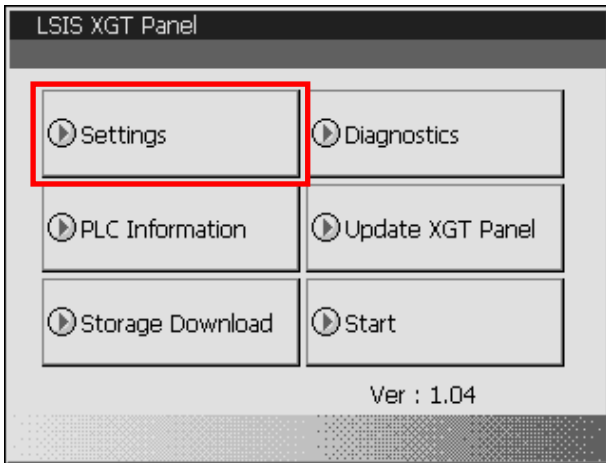 LSIS XGT Panel
Settings
Diagnostics
PLC Information
Update XGT Panel
Storage Download
Start
Ver : 1.04